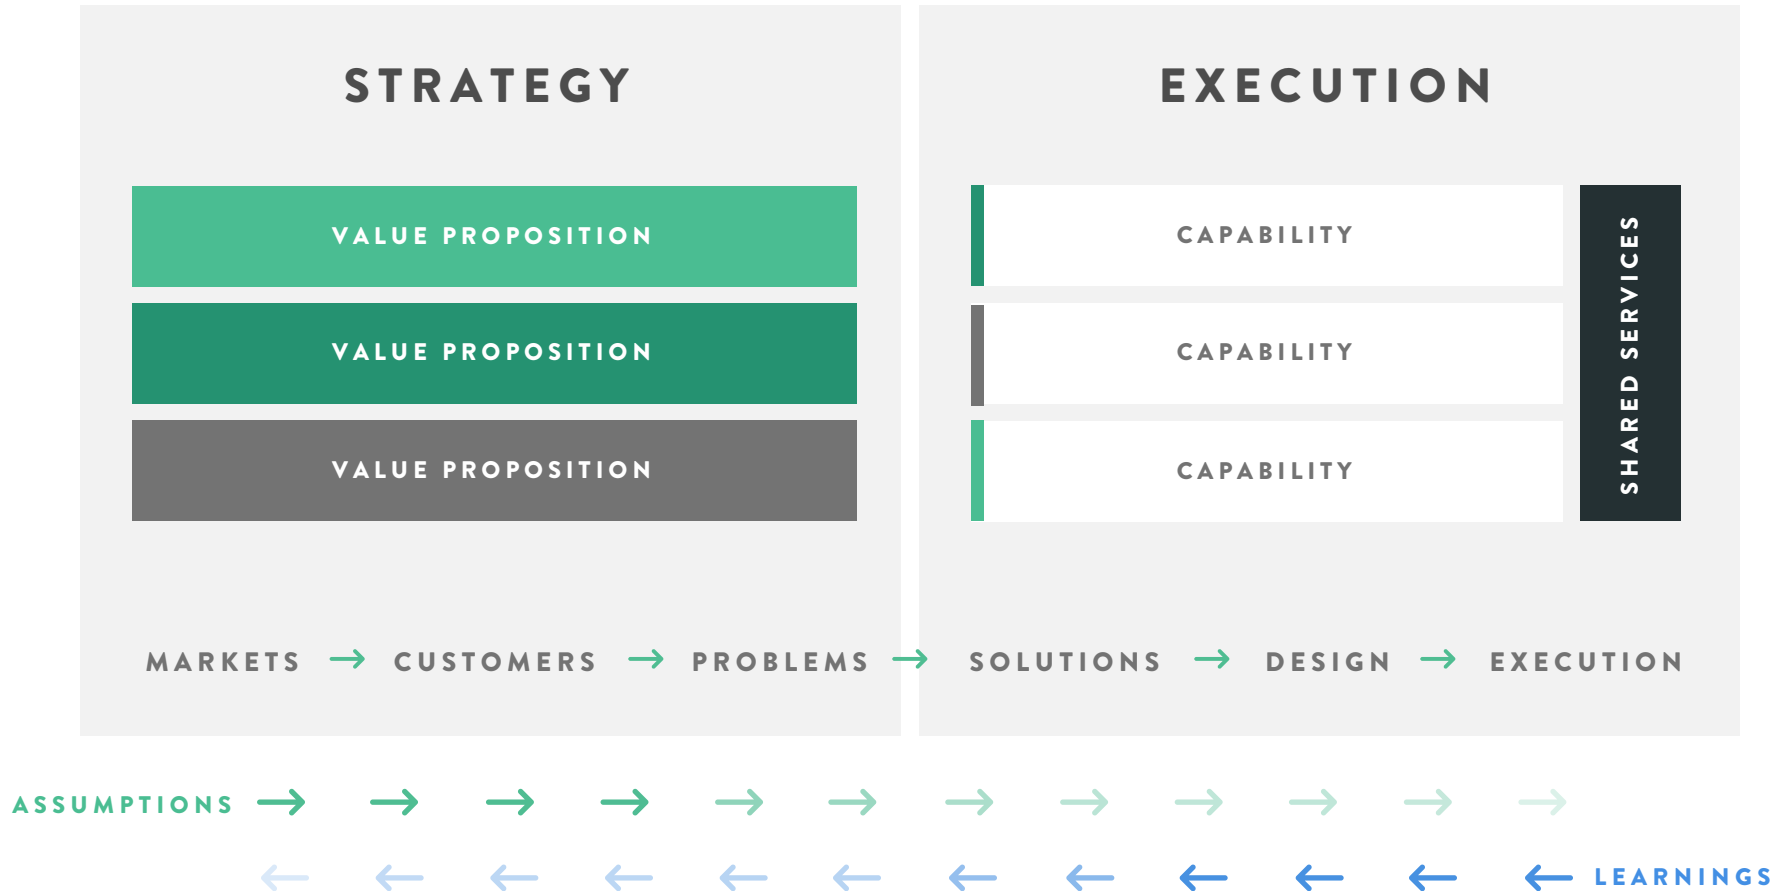 STRATEGY
VALUE PROPOSITION
VALUE PROPOSITION
VALUE PROPOSITION
EXECUTION
CAPABILITY
CAPABILITY
CAPABILITY
SHARED SERVICES
MARKETS → CUSTOMERS → PROBLEMS → SOLUTIONS → DESIGN → EXECUTION
ASSUMPTIONS
LEARNINGS